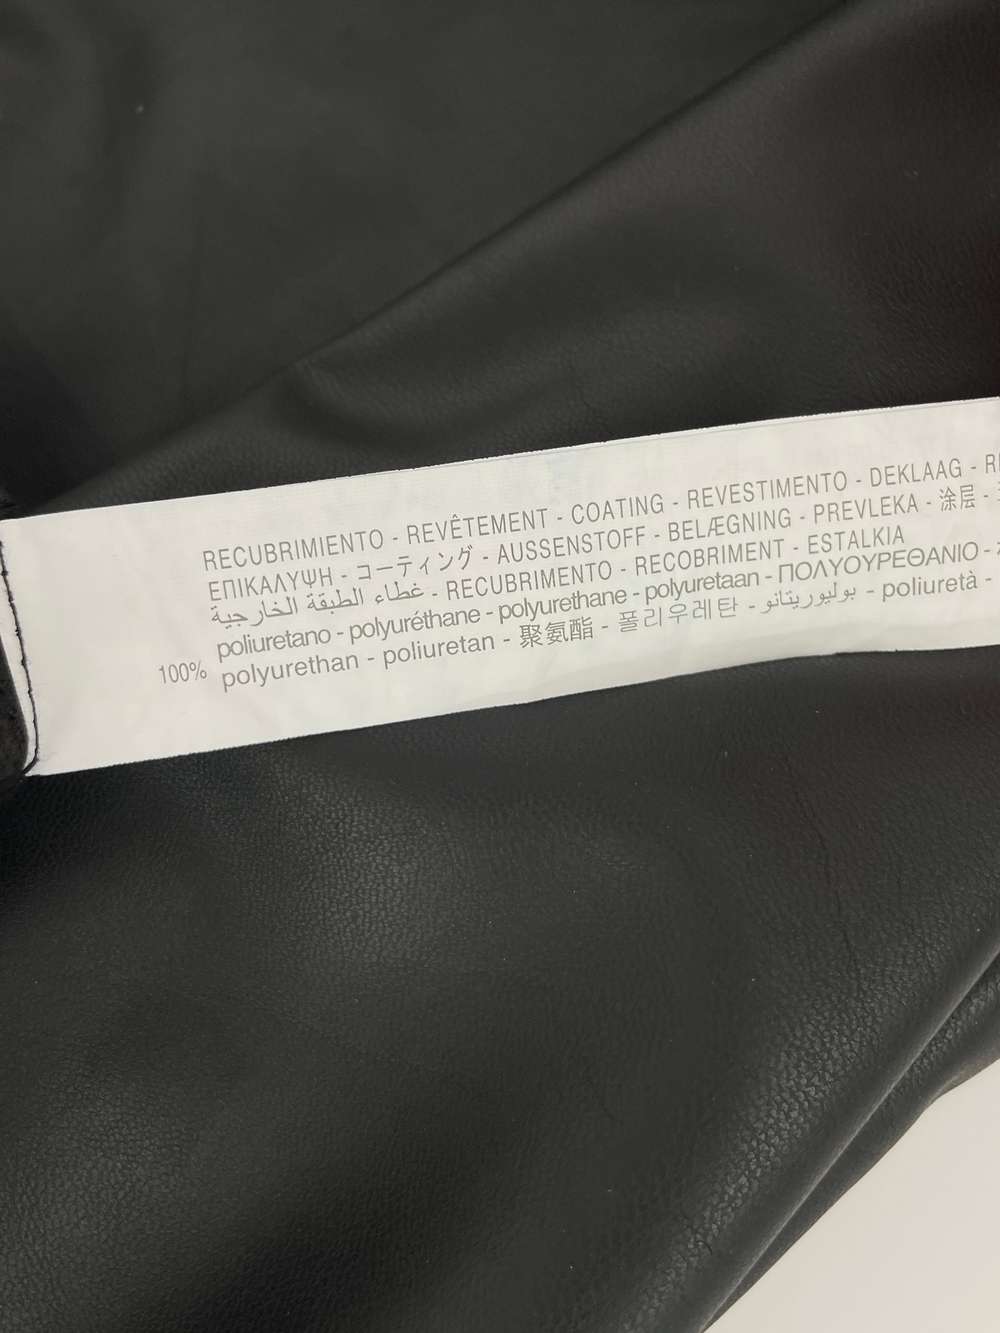 RECUBRIMIENTO - REVÊTEMENT - COATING - REVESTIMENTO - DEKLAAG -
ΕΠΙΚΑΛΥΨΗ - コーティング - AUSSENSTOFF - BELÆGNING - PREVLEKA - 涂层 -
غطاء الطبقة الخارجية - RECUBRIMENTO - RECOBRIMENT - ESTALKIA
poliuretano - polyuréthane - polyurethane - polyuretaan - ΠΟΛΥΟΥΡΕΘΑΝΙΟ -
100% polyurethan - poliuretan - 聚氨酯 - 폴리우레탄 - بوليوريتانو - poliuretà -